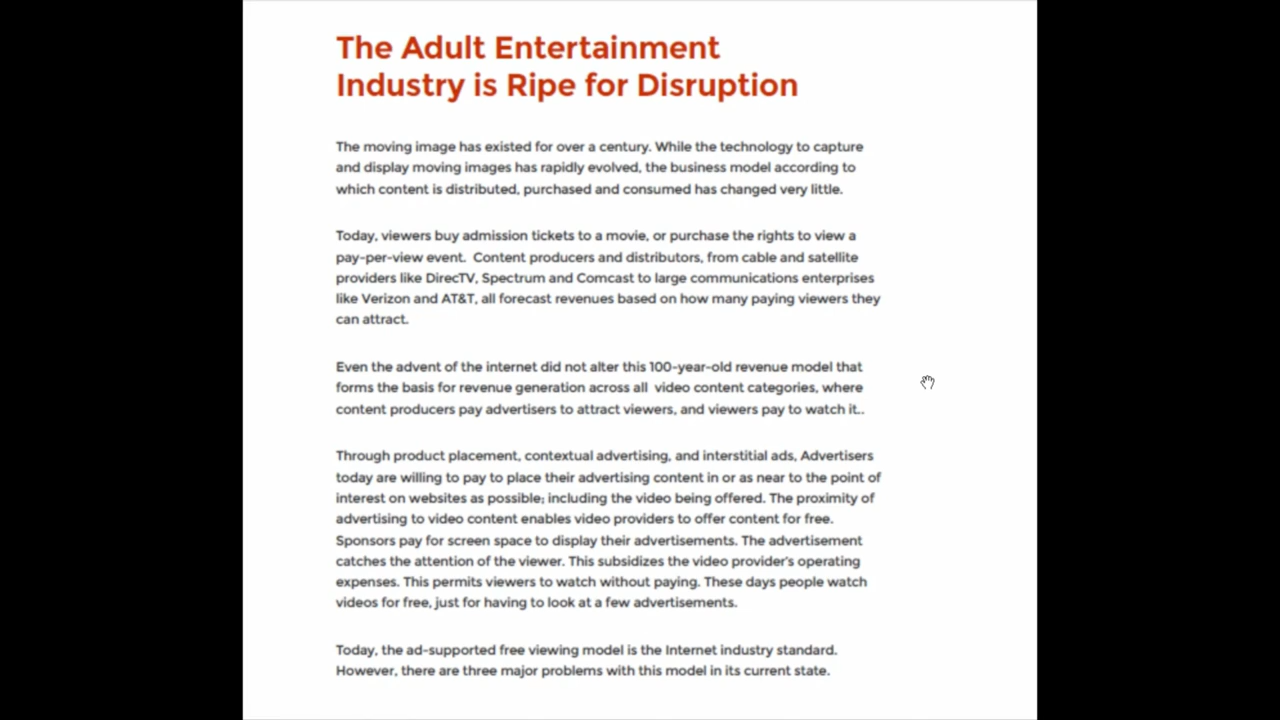 The Adult Entertainment
Industry is Ripe for Disruption
The moving image has existed for over a century. While the technology to capture
and display moving images has rapidly evolved, the business model according to
which content is distributed, purchased and consumed has changed very little.
Today, viewers buy admission tickets to a movie, or purchase the rights to view a
pay-per-view event.  Content producers and distributors, from cable and satellite
providers like DirecTV, Spectrum and Comcast to large communications enterprises
like Verizon and AT&T, all forecast revenues based on how many paying viewers they
can attract.
Even the advent of the internet did not alter this 100-year-old revenue model that
forms the basis for revenue generation across all  video content categories, where
content producers pay advertisers to attract viewers, and viewers pay to watch it..
Through product placement, contextual advertising, and interstitial ads, Advertisers
today are willing to pay to place their advertising content in or as near to the point of
interest on websites as possible; including the video being offered. The proximity of
advertising to video content enables video providers to offer content for free.
Sponsors pay for screen space to display their advertisements. The advertisement
catches the attention of the viewer. This subsidizes the video provider's operating
expenses. This permits viewers to watch without paying. These days people watch
videos for free, just for having to look at a few advertisements.
Today, the ad-supported free viewing model is the Internet industry standard.
However, there are three major problems with this model in its current state.